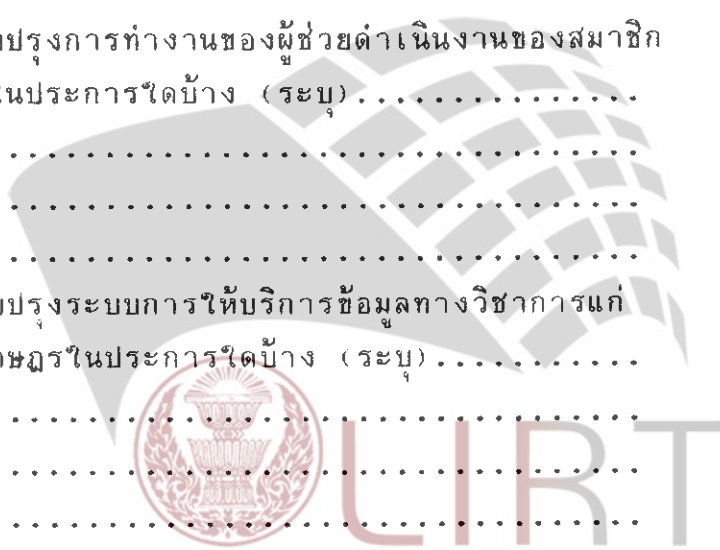 ปรุงการทำงานของผู้ช่วยดำเนินงานของสมาชิก
นประการใดบ้าง (ระบุ)...............
.................................
.................................
.................................
ปรุงระบบการให้บริการข้อมูลทางวิชาการแก่
ษฎรในประการใดบ้าง (ระบุ)...........
.................................
.................................
.................................
LIRT